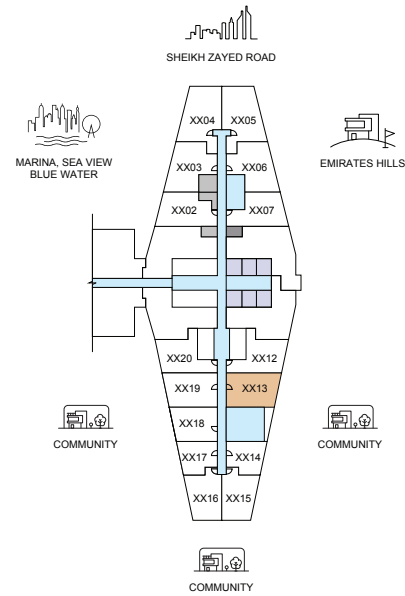 SHEIKH ZAYED ROAD
XX04 XX05
MARINA, SEA VIEW
BLUE WATER
EMIRATES HILLS
XX03 XX06
XX02 XX07
XX20 XX12
XX19 XX13
XX18
COMMUNITY
COMMUNITY
XX17 XX14
XX16 XX15
COMMUNITY